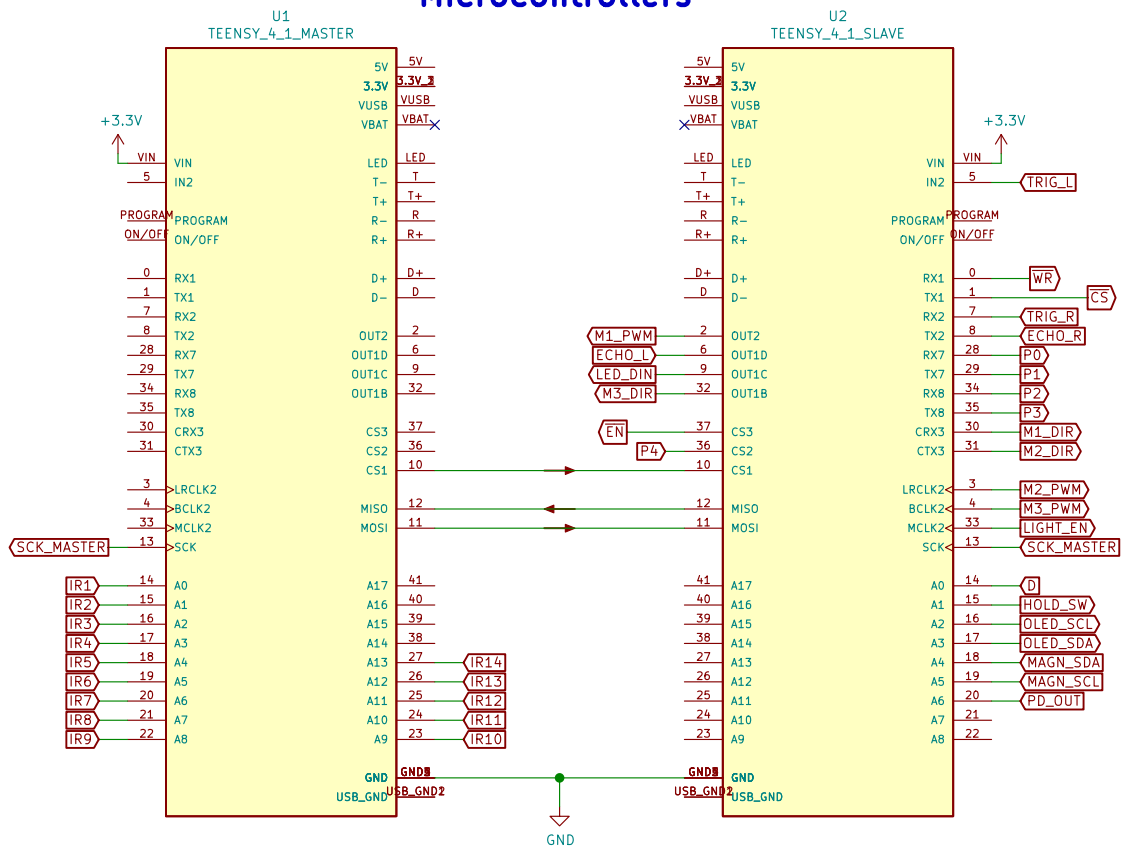 Microcontrollers
U1
TEENSY_4_1_MASTER
5V 5V
3.3V
VUSB VUSB
VBAT VBAT
+3.3V
VIN VIN LED LED
5 IN2 T- T
T+ T+
PROGRAM PROGRAM R- R
ON/OFF ON/OFF R+ R+
0 RX1 D+ D+
1 TX1 D- D
7 RX2
8 TX2 OUT2 2
28 RX7 OUT1D 6
29 TX7 OUT1C 9
34 RX8 OUT1B 32
35 TX8
30 CRX3 CS3 37
31 CTX3 CS2 36
CS1 10
3 LRCLK2
4 BCLK2 MISO 12
33 MCLK2 MOSI 11
SCK_MASTER 13 SCK
IR1 14 A0 A17 41
IR2 15 A1 A16 40
IR3 16 A2 A15 39
IR4 17 A3 A14 38
IR5 18 A4 A13 27 IR14
IR6 19 A5 A12 26 IR13
IR7 20 A6 A11 25 IR12
IR8 21 A7 A10 24 IR11
IR9 22 A8 A9 23 IR10
GND
USB_GND
GND
U2
TEENSY_4_1_SLAVE
5V 5V
3.3V
VUSB VUSB
VBAT VBAT
+3.3V
LED LED VIN VIN
T T- IN2 5 TRIG_L
T+ T+
R R- PROGRAM PROGRAM
R+ R+ ON/OFF ON/OFF
D+ D+ RX1 0 WR
D D- TX1 1 CS
RX2 7 TRIG_R
M1_PWM 2 OUT2 TX2 8 ECHO_R
ECHO_L 6 OUT1D RX7 28 P0
LED_DIN 9 OUT1C TX7 29 P1
M3_DIR 32 OUT1B RX8 34 P2
TX8 35 P3
EN 37 CS3 CRX3 30 M1_DIR
P4 36 CS2 CTX3 31 M2_DIR
10 CS1
LRCLK2 3 M2_PWM
12 MISO BCLK2 4 M3_PWM
11 MOSI MCLK2 33 LIGHT_EN
SCK 13 SCK_MASTER
41 A17 A0 14 D
40 A16 A1 15 HOLD_SW
39 A15 A2 16 OLED_SCL
38 A14 A3 17 OLED_SDA
27 A13 A4 18 MAGN_SDA
26 A12 A5 19 MAGN_SCL
25 A11 A6 20 PD_OUT
24 A10 A7 21
23 A9 A8 22
GND
USB_GND